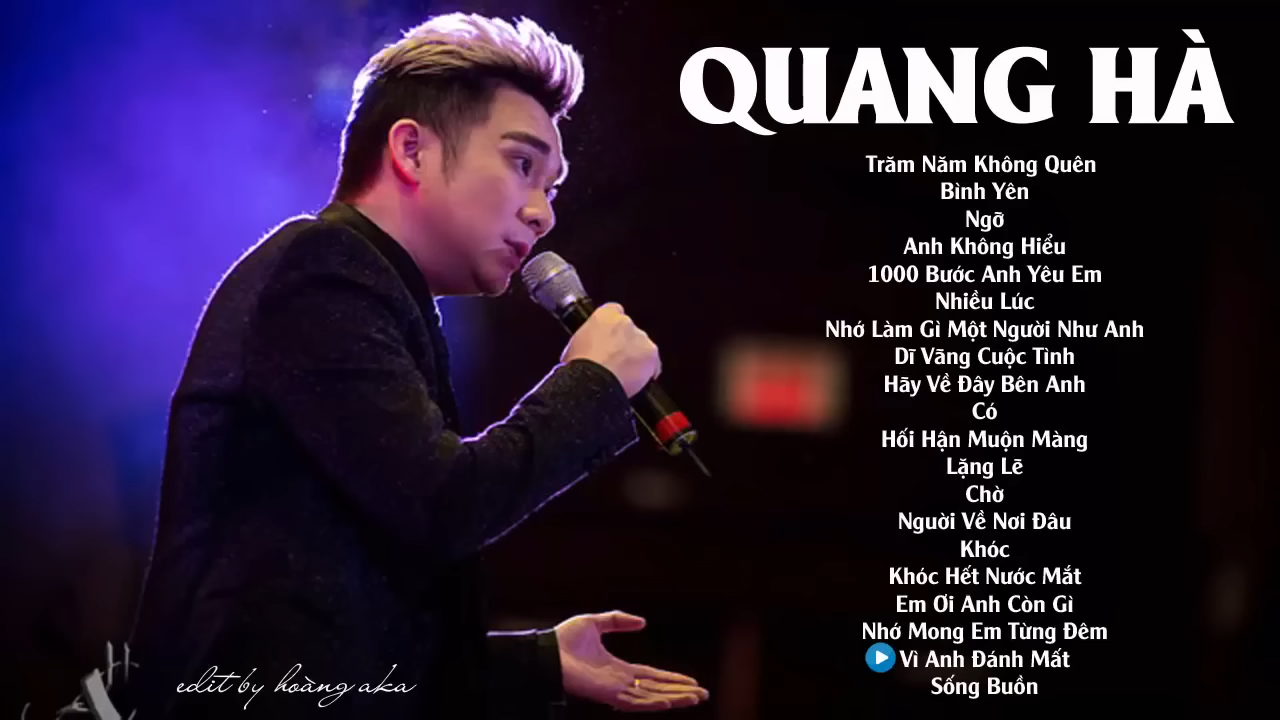 QUANG HÀ
Trăm Năm Không Quên
Bình Yên
Ngỡ
Anh Không Hiểu
1000 Bước Anh Yêu Em
Nhiều Lúc
Nhớ Làm Gì Một Người Như Anh
Dĩ Vãng Cuộc Tình
Hãy Về Đây Bên Anh
Có
Hối Hận Muộn Màng
Lặng Lẽ
Chờ
Người Về Nơi Đâu
Khóc
Khóc Hết Nước Mắt
Em Ơi Anh Còn Gì
Nhớ Mong Em Từng Đêm
Vì Anh Đánh Mất
Sống Buồn
edit by hoàng aka